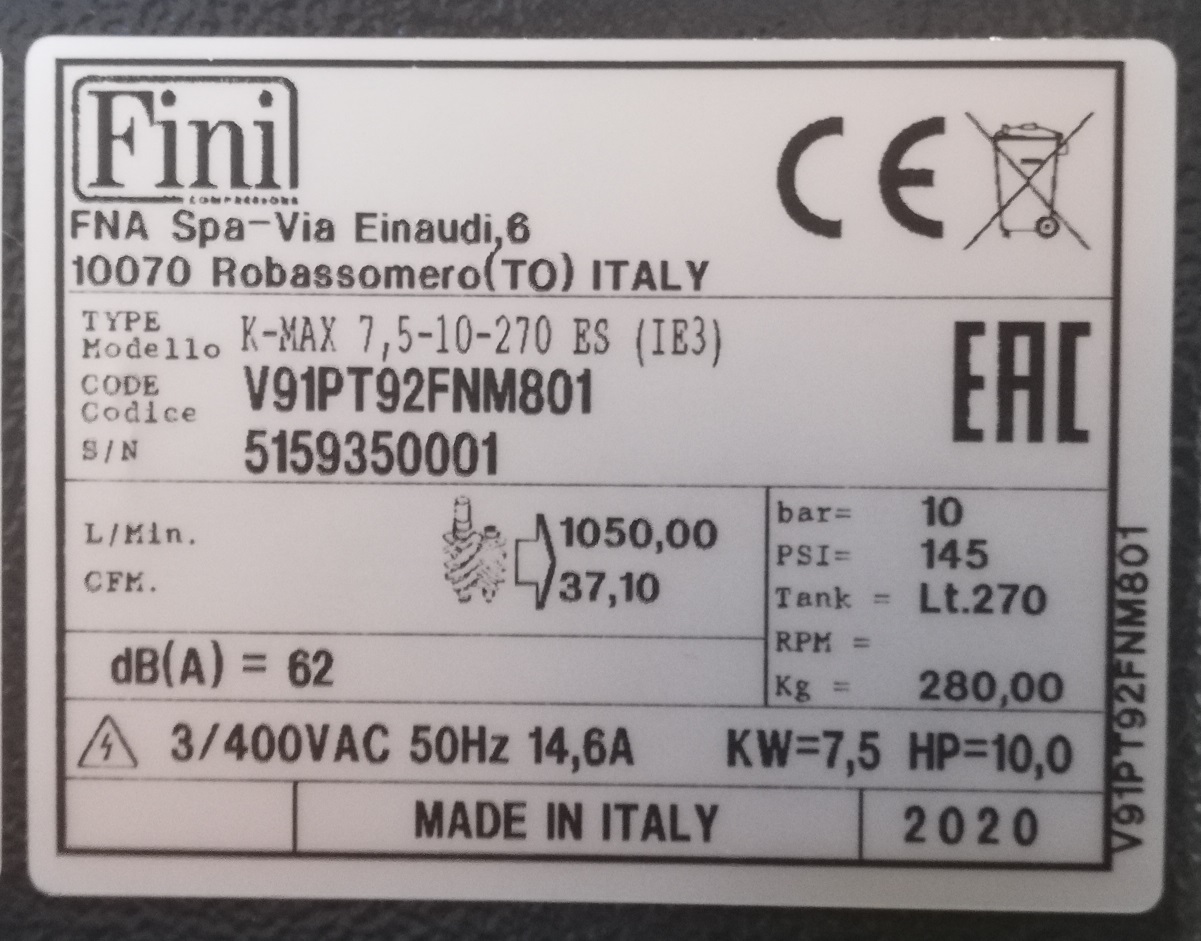 Fini
COMPRESSORS
CE
FNA Spa-Via Einaudi,6
10070 Robassomero(TO) ITALY
TYPE
Modello
K-MAX 7,5-10-270 ES (IE3)
CODE
Codice
V91PT92FNM801
S/N
5159350001
EAC
L/Min.
1050,00
CFM.
37,10
bar= 10
PSI= 145
Tank = Lt.270
RPM =
Kg = 280,00
dB(A) = 62
3/400VAC 50Hz 14,6A KW=7,5 HP=10,0
MADE IN ITALY
2020
V91PT92FNM801